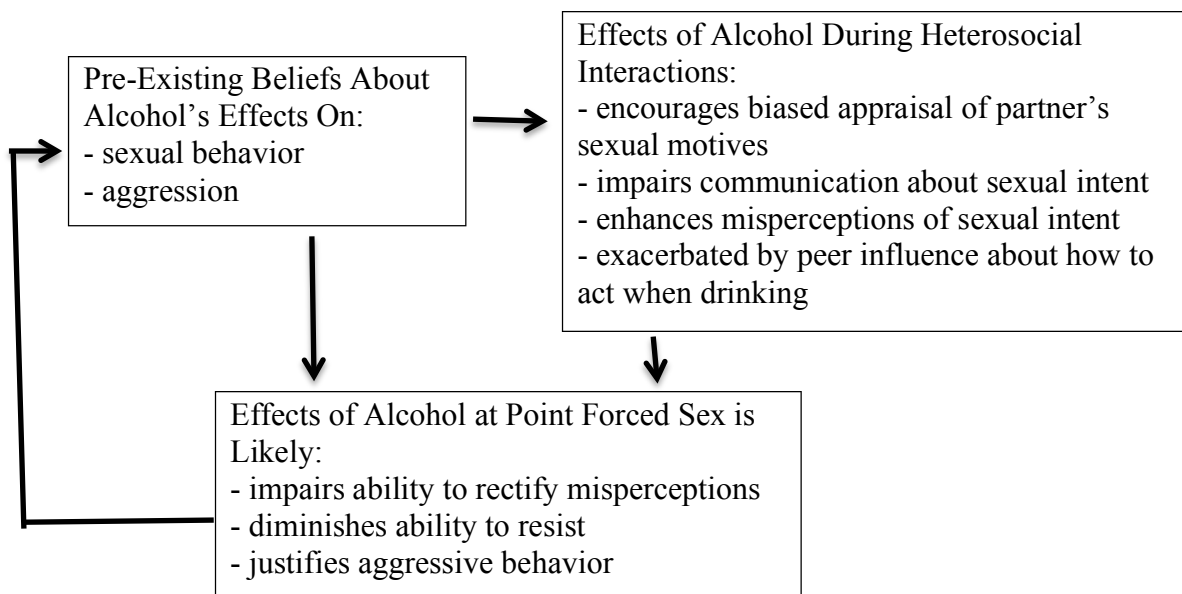 Pre-Existing Beliefs About
Alcohol’s Effects On:
- sexual behavior
- aggression
Effects of Alcohol During Heterosocial
Interactions:
- encourages biased appraisal of partner’s
sexual motives
- impairs communication about sexual intent
- enhances misperceptions of sexual intent
- exacerbated by peer influence about how to
act when drinking
Effects of Alcohol at Point Forced Sex is
Likely:
- impairs ability to rectify misperceptions
- diminishes ability to resist
- justifies aggressive behavior